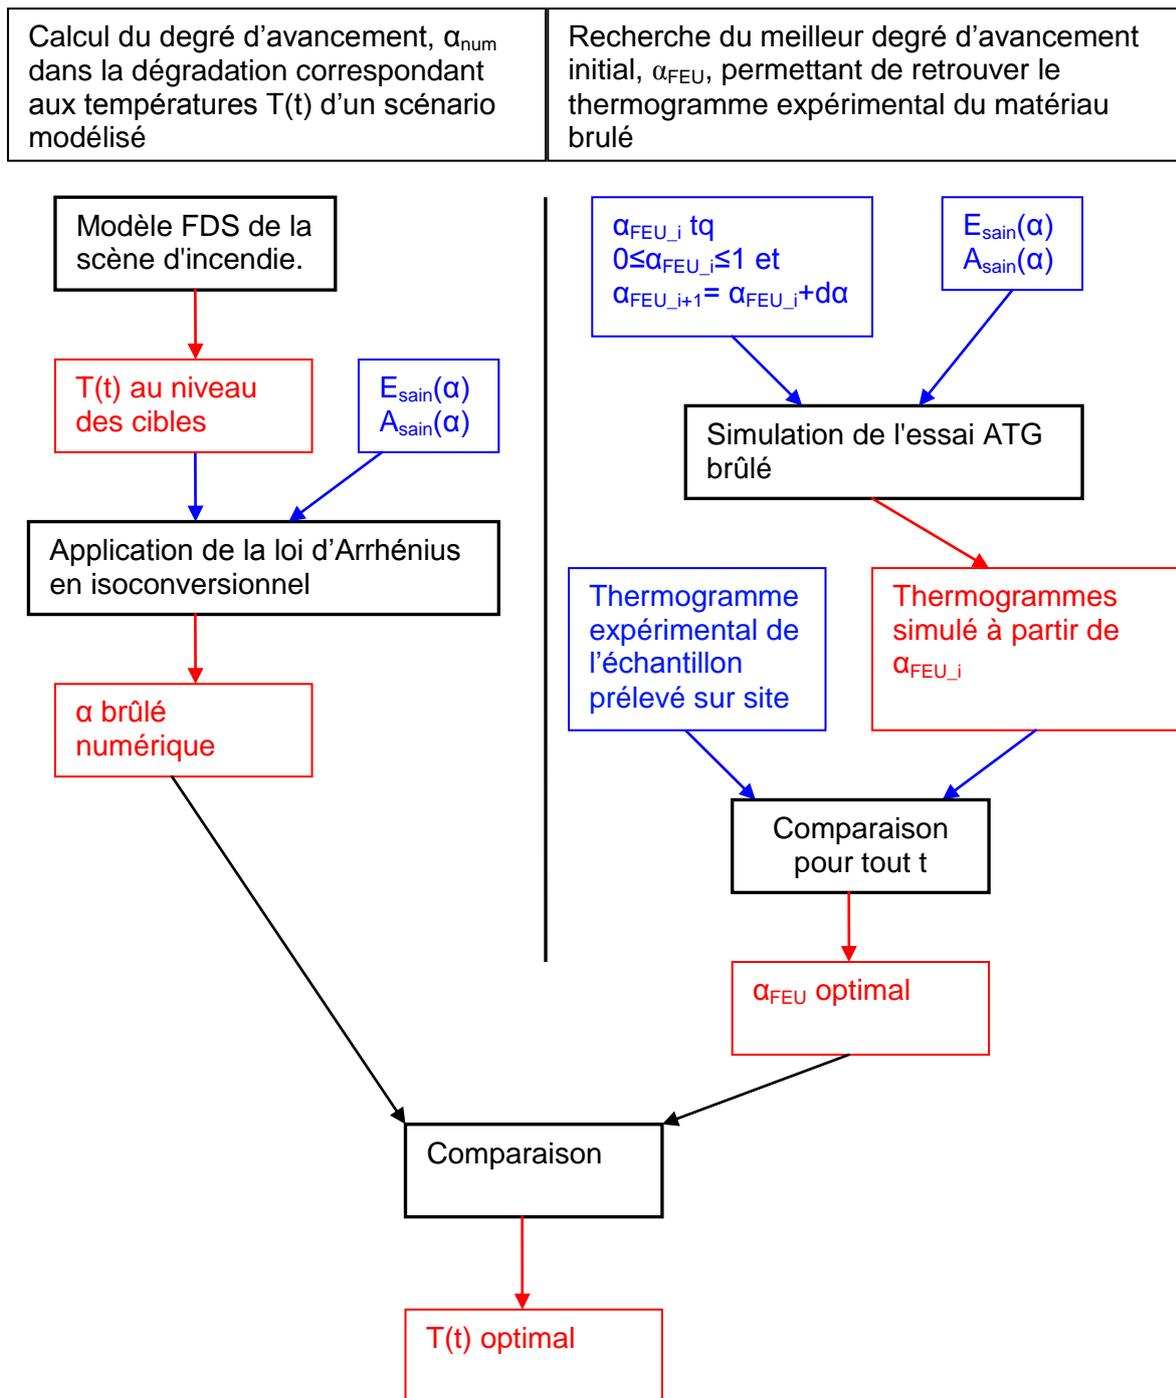 Calcul du degré d'avancement, αnum
dans la dégradation correspondant
aux températures T(t) d'un scénario
modélisé
Recherche du meilleur degré d'avancement
initial, αFEU, permettant de retrouver le
thermogramme expérimental du matériau
brulé
Modèle FDS de la
scène d'incendie.
T(t) au niveau
des cibles
Esain(α)
Asain(α)
Application de la loi d'Arrhénius
en isoconversionnel
α brûlé
numérique
αFEU_i tq
0≤αFEU_i≤1 et
αFEU_i+1= αFEU_i+dα
Esain(α)
Asain(α)
Simulation de l'essai ATG
brûlé
Thermogramme
expérimental de
l'échantillon
prélevé sur site
Thermogrammes
simulé à partir de
αFEU_i
Comparaison
pour tout t
αFEU optimal
Comparaison
T(t) optimal